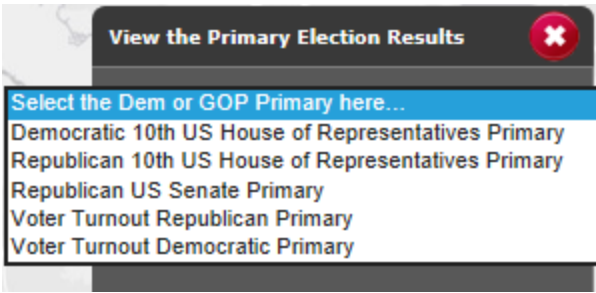 View the Primary Election Results
Select the Dem or GOP Primary here...
Democratic 10th US House of Representatives Primary
Republican 10th US House of Representatives Primary
Republican US Senate Primary
Voter Turnout Republican Primary
Voter Turnout Democratic Primary